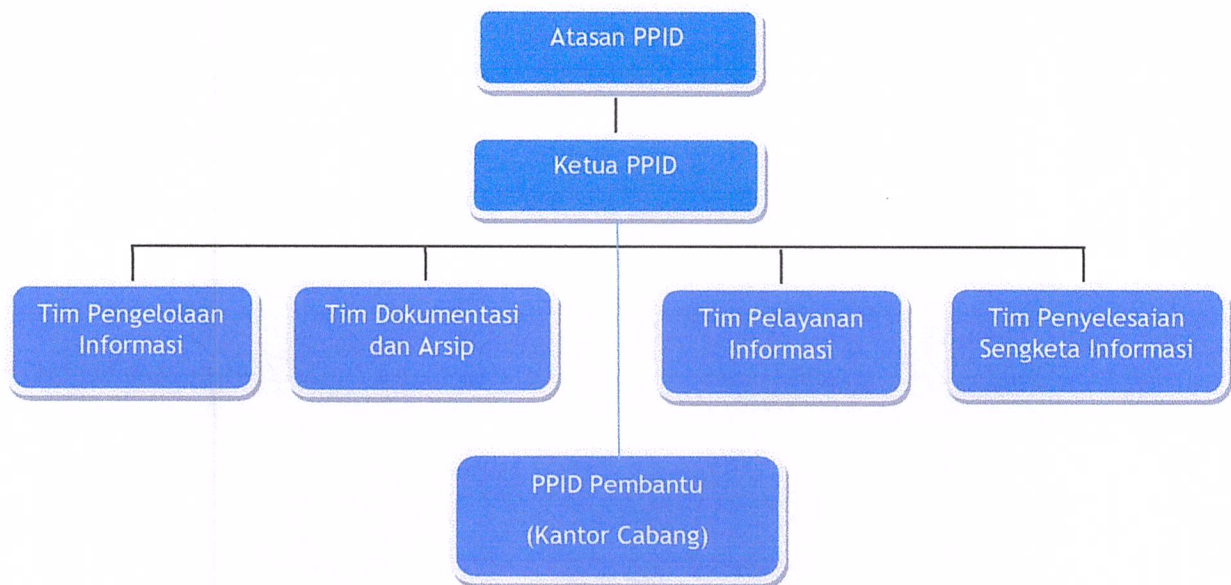 Atasan PPID
Ketua PPID
Tim Pengelolaan
Informasi
Tim Dokumentasi
dan Arsip
Tim Pelayanan
Informasi
Tim Penyelesaian
Sengketa Informasi
PPID Pembantu
(Kantor Cabang)